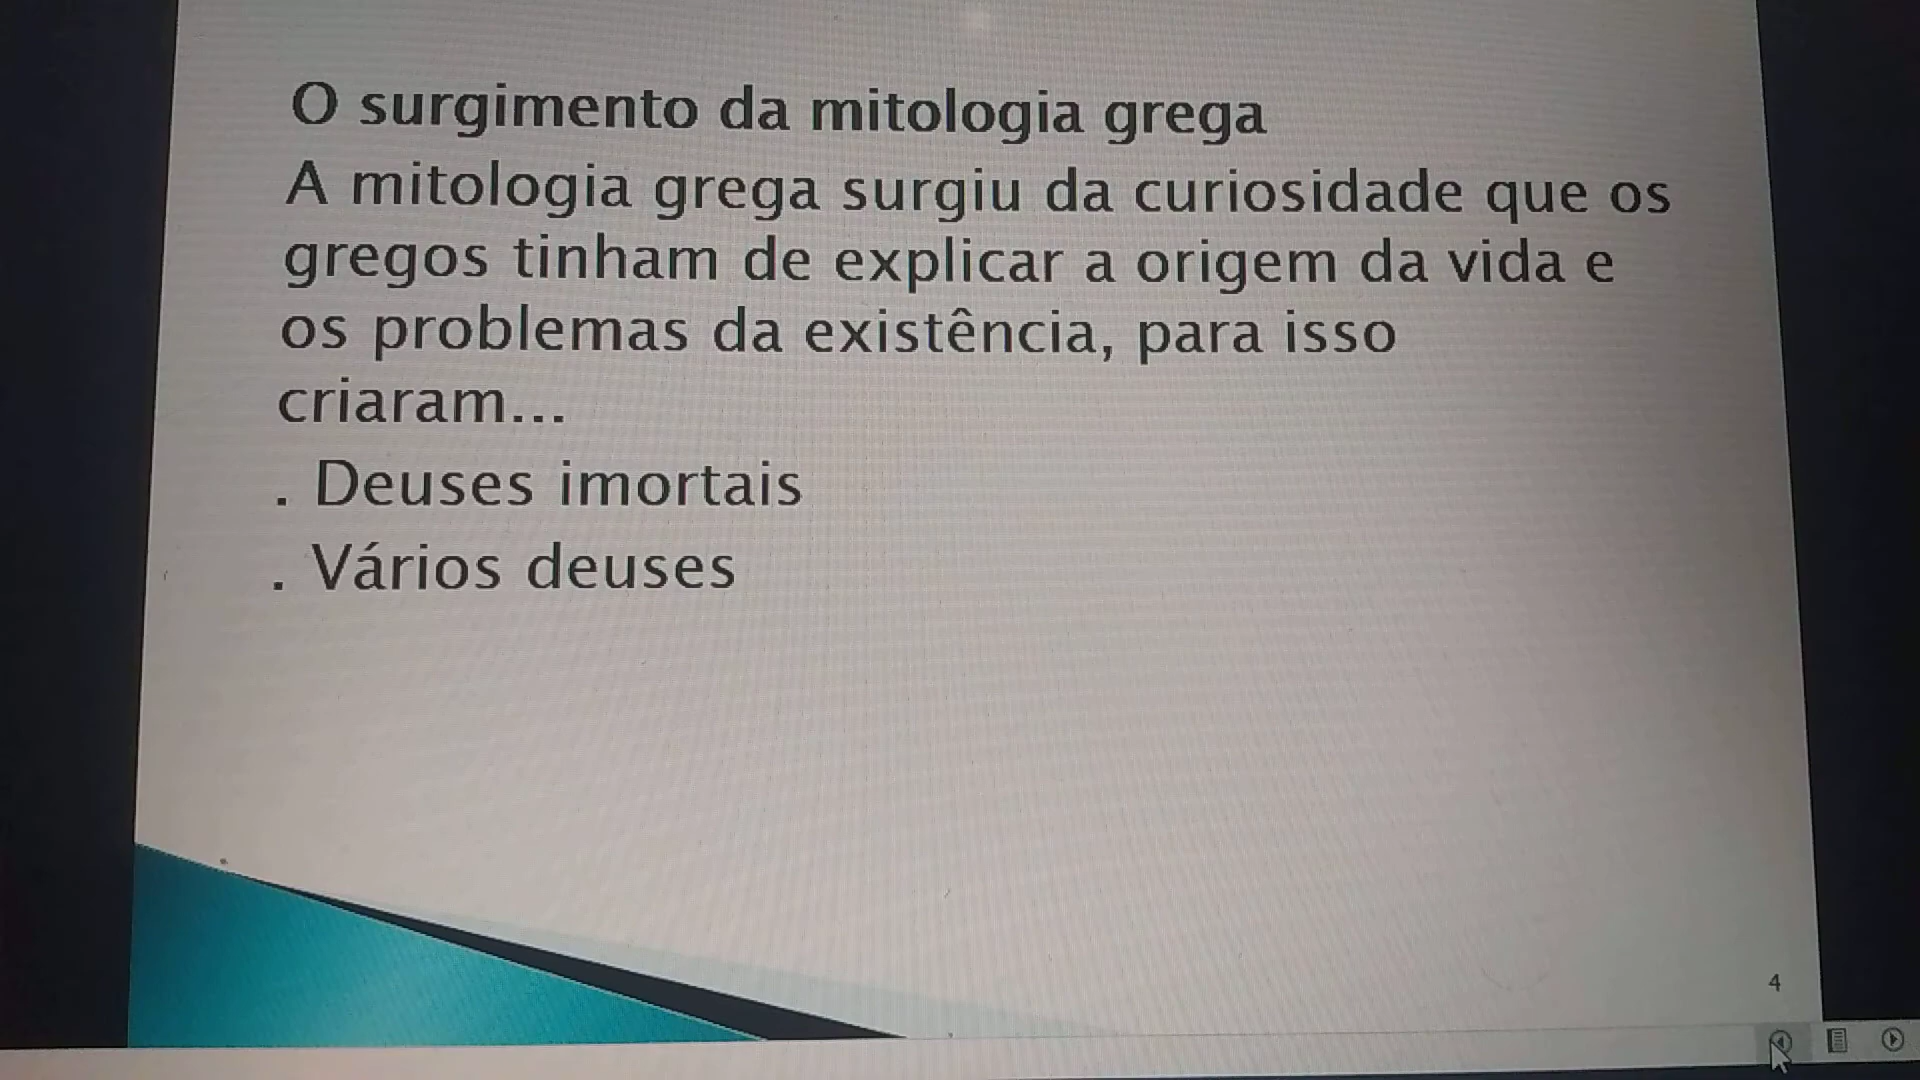 O surgimento da mitologia grega
A mitologia grega surgiu da curiosidade que os
gregos tinham de explicar a origem da vida e
os problemas da existência, para isso
criaram...
. Deuses imortais
. Vários deuses
4